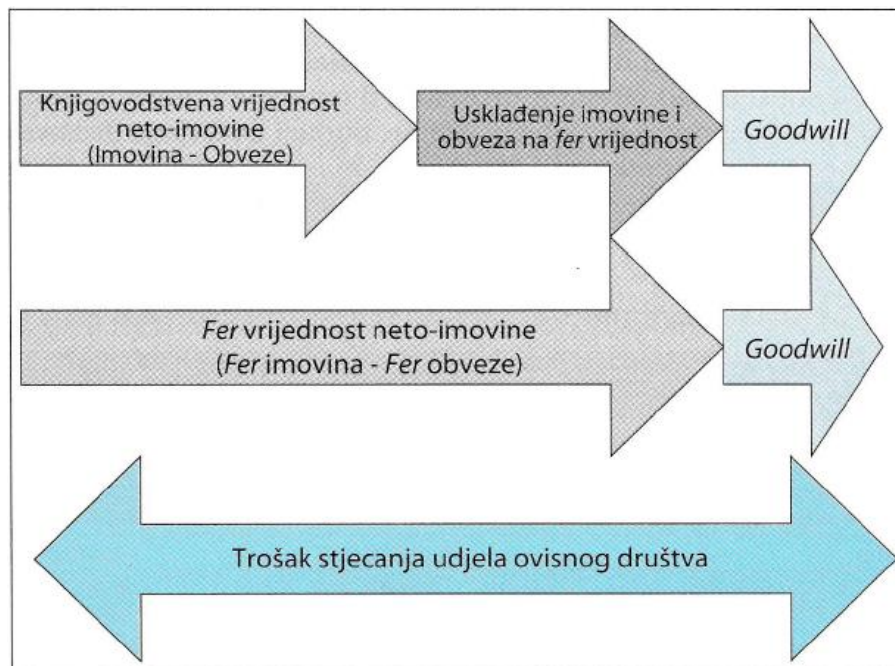 Knjigovodstvena vrijednost
neto-imovine
(Imovina - Obveze)
Usklađenje imovine i
obveza na fer vrijednost
Goodwill
Fer vrijednost neto-imovine
(Fer imovina - Fer obveze)
Goodwill
Trošak stjecanja udjela ovisnog društva